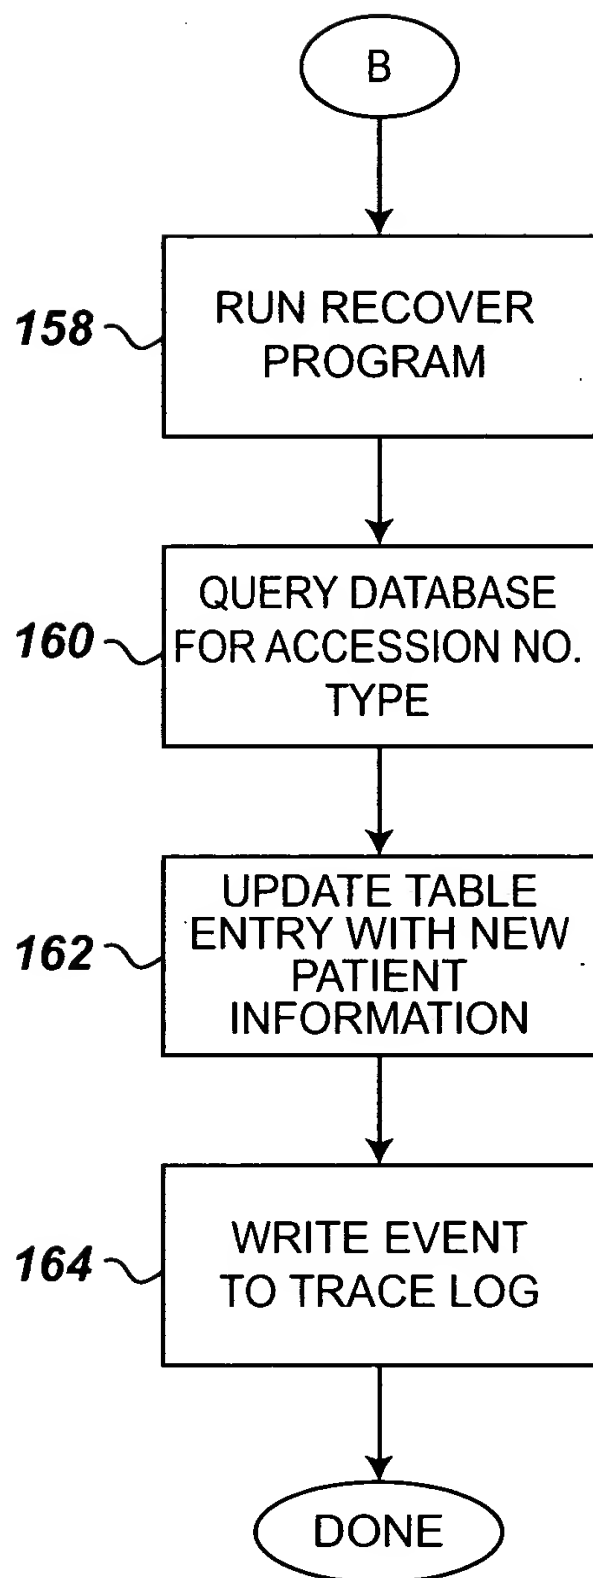 B
158
RUN RECOVER
PROGRAM
160
QUERY DATABASE
FOR ACCESSION NO.
TYPE
162
UPDATE TABLE
ENTRY WITH NEW
PATIENT
INFORMATION
164
WRITE EVENT
TO TRACE LOG
DONE